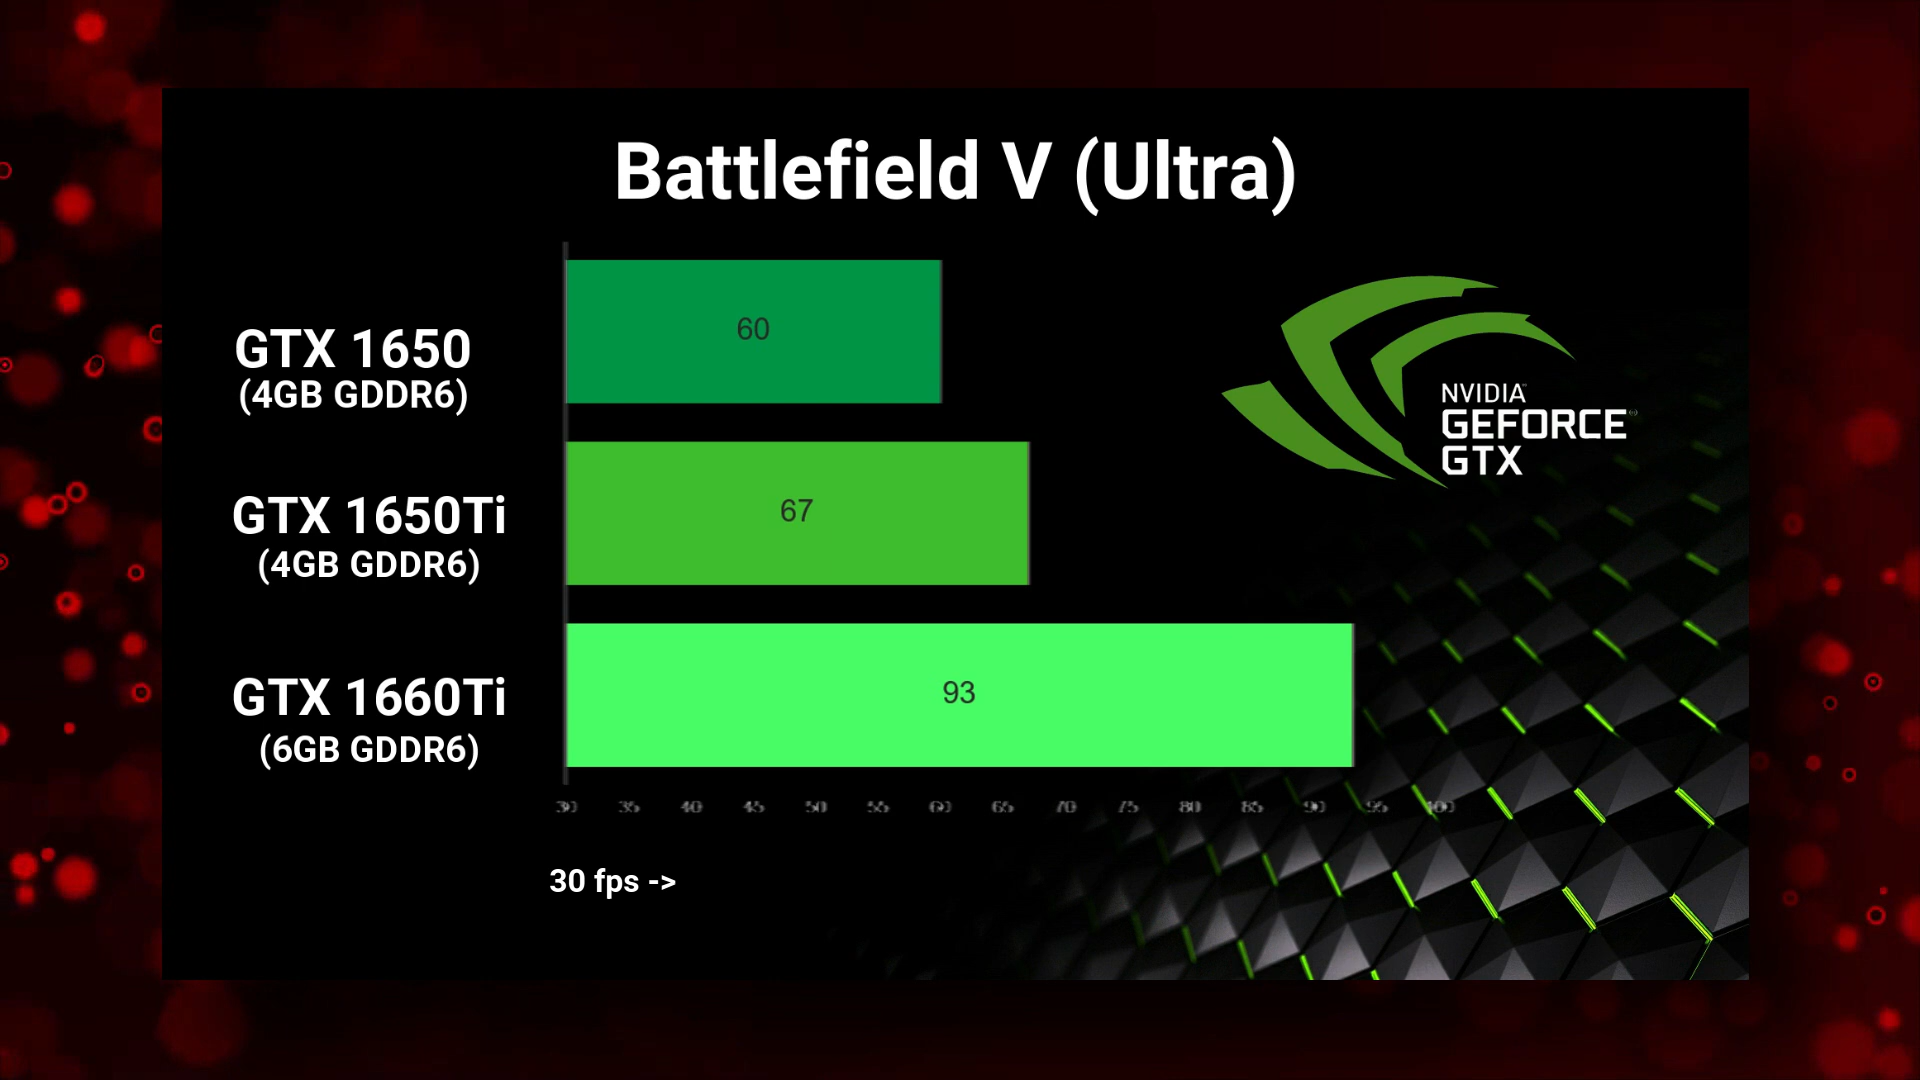 Battlefield V (Ultra)
GTX 1650
(4GB GDDR6)
60
GTX 1650Ti
(4GB GDDR6)
67
GTX 1660Ti
(6GB GDDR6)
93
NVIDIA
GEFORCE
GTX
30 35 40 45 50 55 60 65 70 75 80 85 90 95 100
30 fps ->